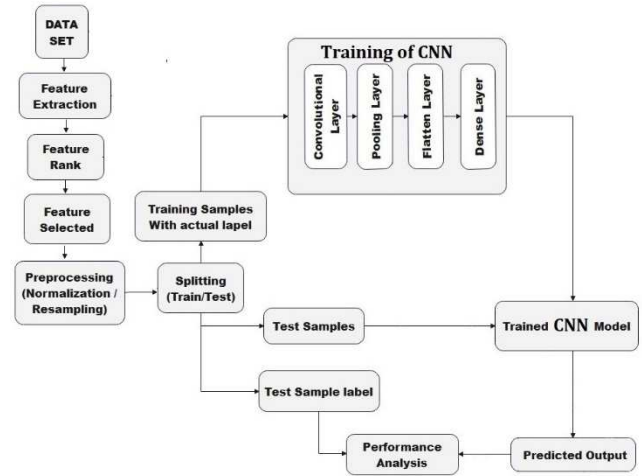 DATA
SET
Feature
Extraction
Feature
Rank
Feature
Selected
Preprocessing
(Normalization /
Resampling)
Splitting
(Train/Test)
Training Samples
With actual lapel
Training of CNN
Convolutional
Layer
Pooling Layer
Flatten Layer
Dense Layer
Test Samples
Trained CNN Model
Test Sample label
Performance
Analysis
Predicted Output